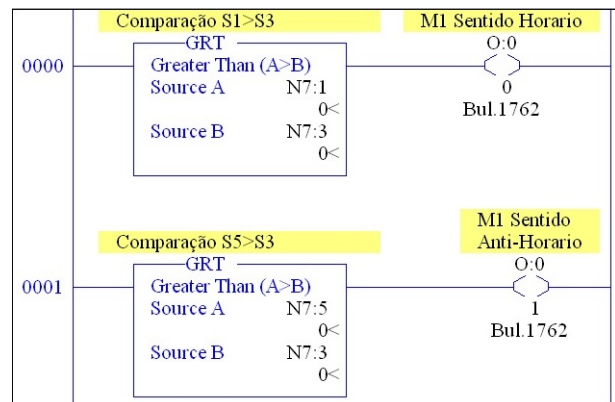 Comparação S1>S3
M1 Sentido Horario
GRT
O:0
0000
Greater Than (A>B)
Source A N7:1
0
0<
Bul.1762
Source B N7:3
0<
M1 Sentido
Comparação S5>S3
Anti-Horario
GRT
O:0
0001
Greater Than (A>B)
Source A N7:5
1
0<
Bul.1762
Source B N7:3
0<